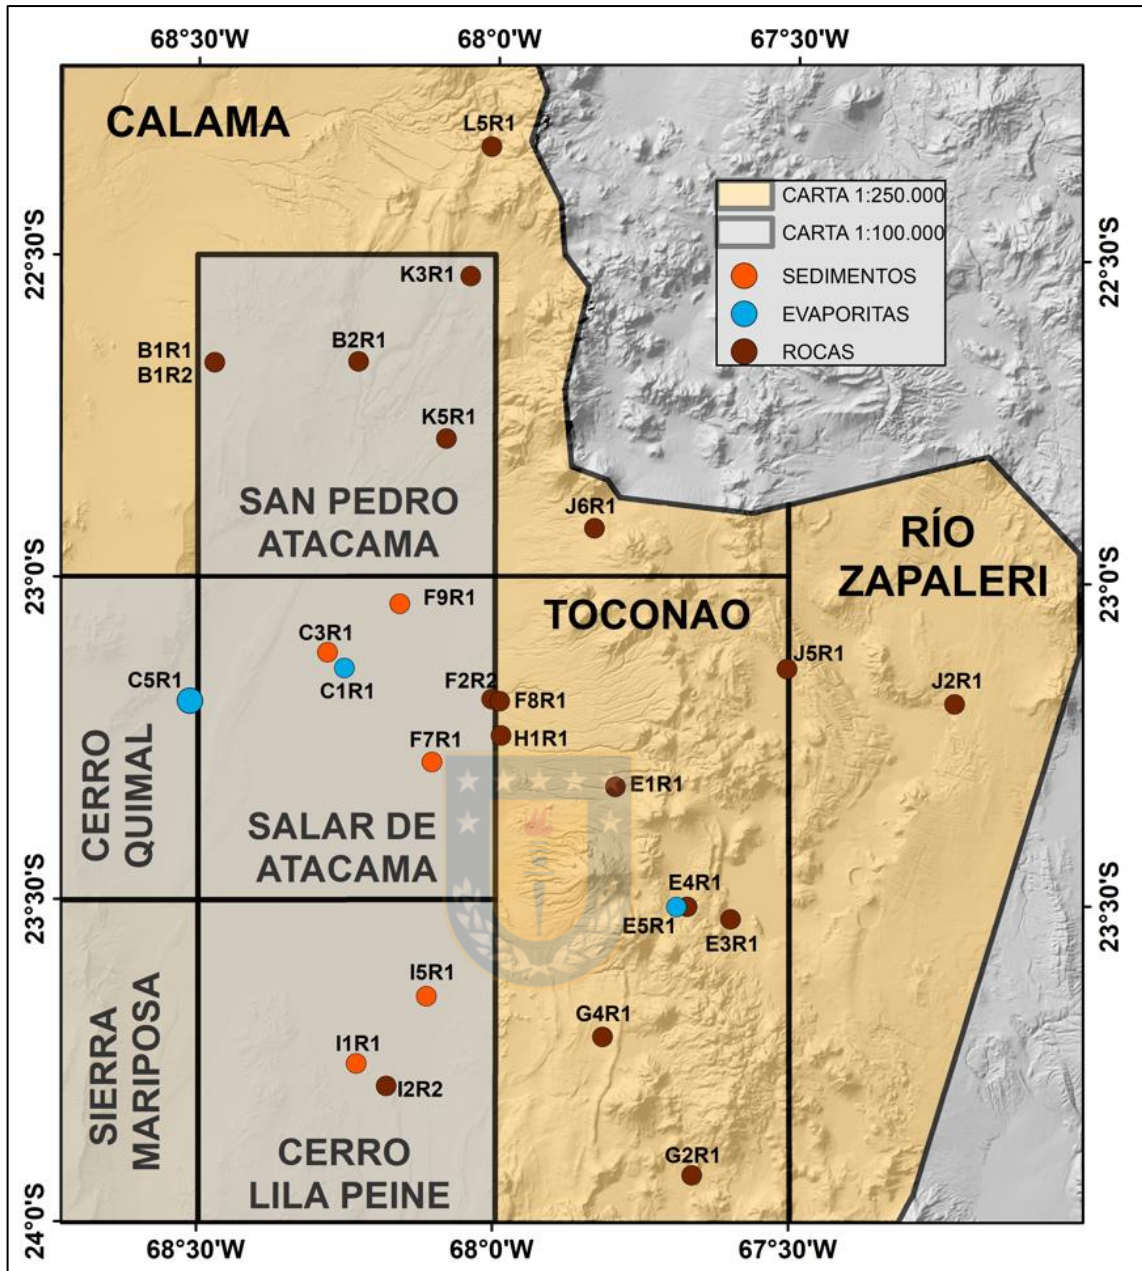 68°30'W 68°0'W 67°30'W
CALAMA
L5R1
CARTA 1:250.000
CARTA 1:100.000
SEDIMENTOS
EVAPORITAS
ROCAS
22°30'S
22°30'S
K3R1
B1R1
B1R2
B2R1
K5R1
SAN PEDRO
ATACAMA
J6R1
RÍO
ZAPALERI
23°0'S
23°0'S
F9R1
TOCONAO
C3R1
C1R1
J5R1
C5R1
F2R2
F8R1
J2R1
H1R1
F7R1
E1R1
CERRO
QUIMAL
SALAR DE
ATACAMA
E4R1
E5R1
E3R1
23°30'S
23°30'S
I5R1
G4R1
I1R1
I2R2
SIERRA
MARIPOSA
CERRO
LILA PEINE
G2R1
24°0'S
68°30'W 68°0'W 67°30'W